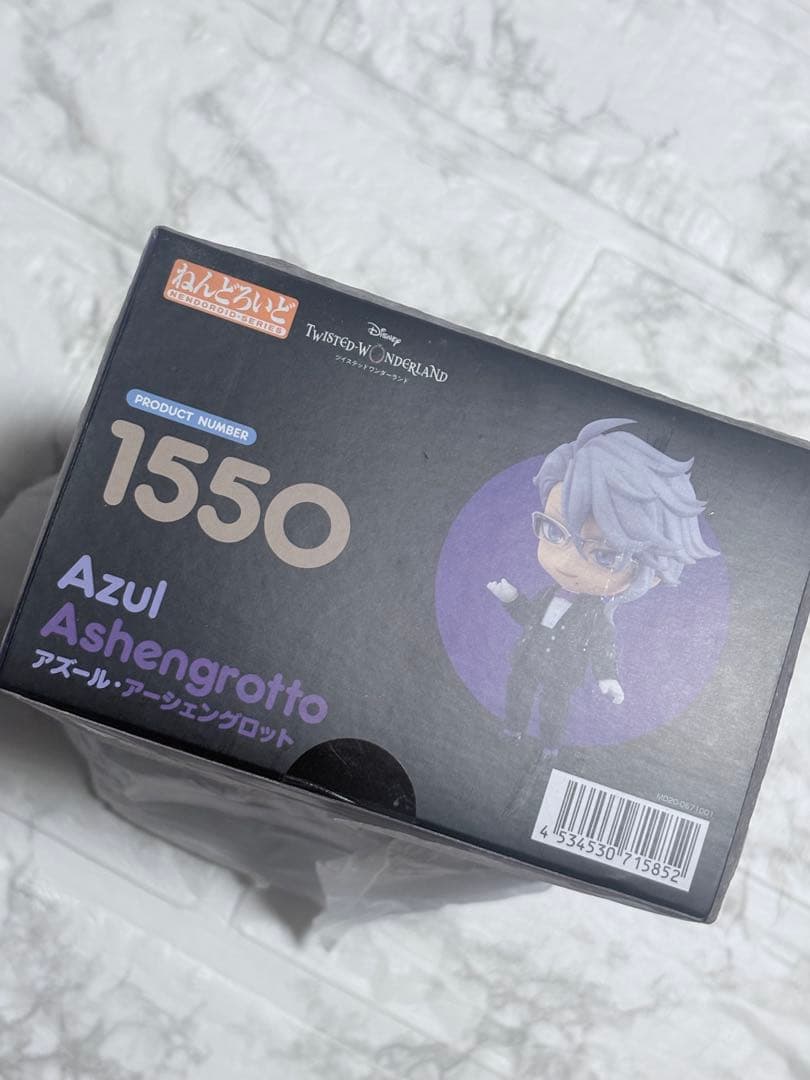 ねんどろいど
NENDOROID・SERIES
Disney
TWISTED-WONDERLAND
ツイステッドワンダーランド
PRODUCT NUMBER
1550
Azul
Ashengrotto
アズール・アーシェングロット
MD20-0671001
4 534530 715852